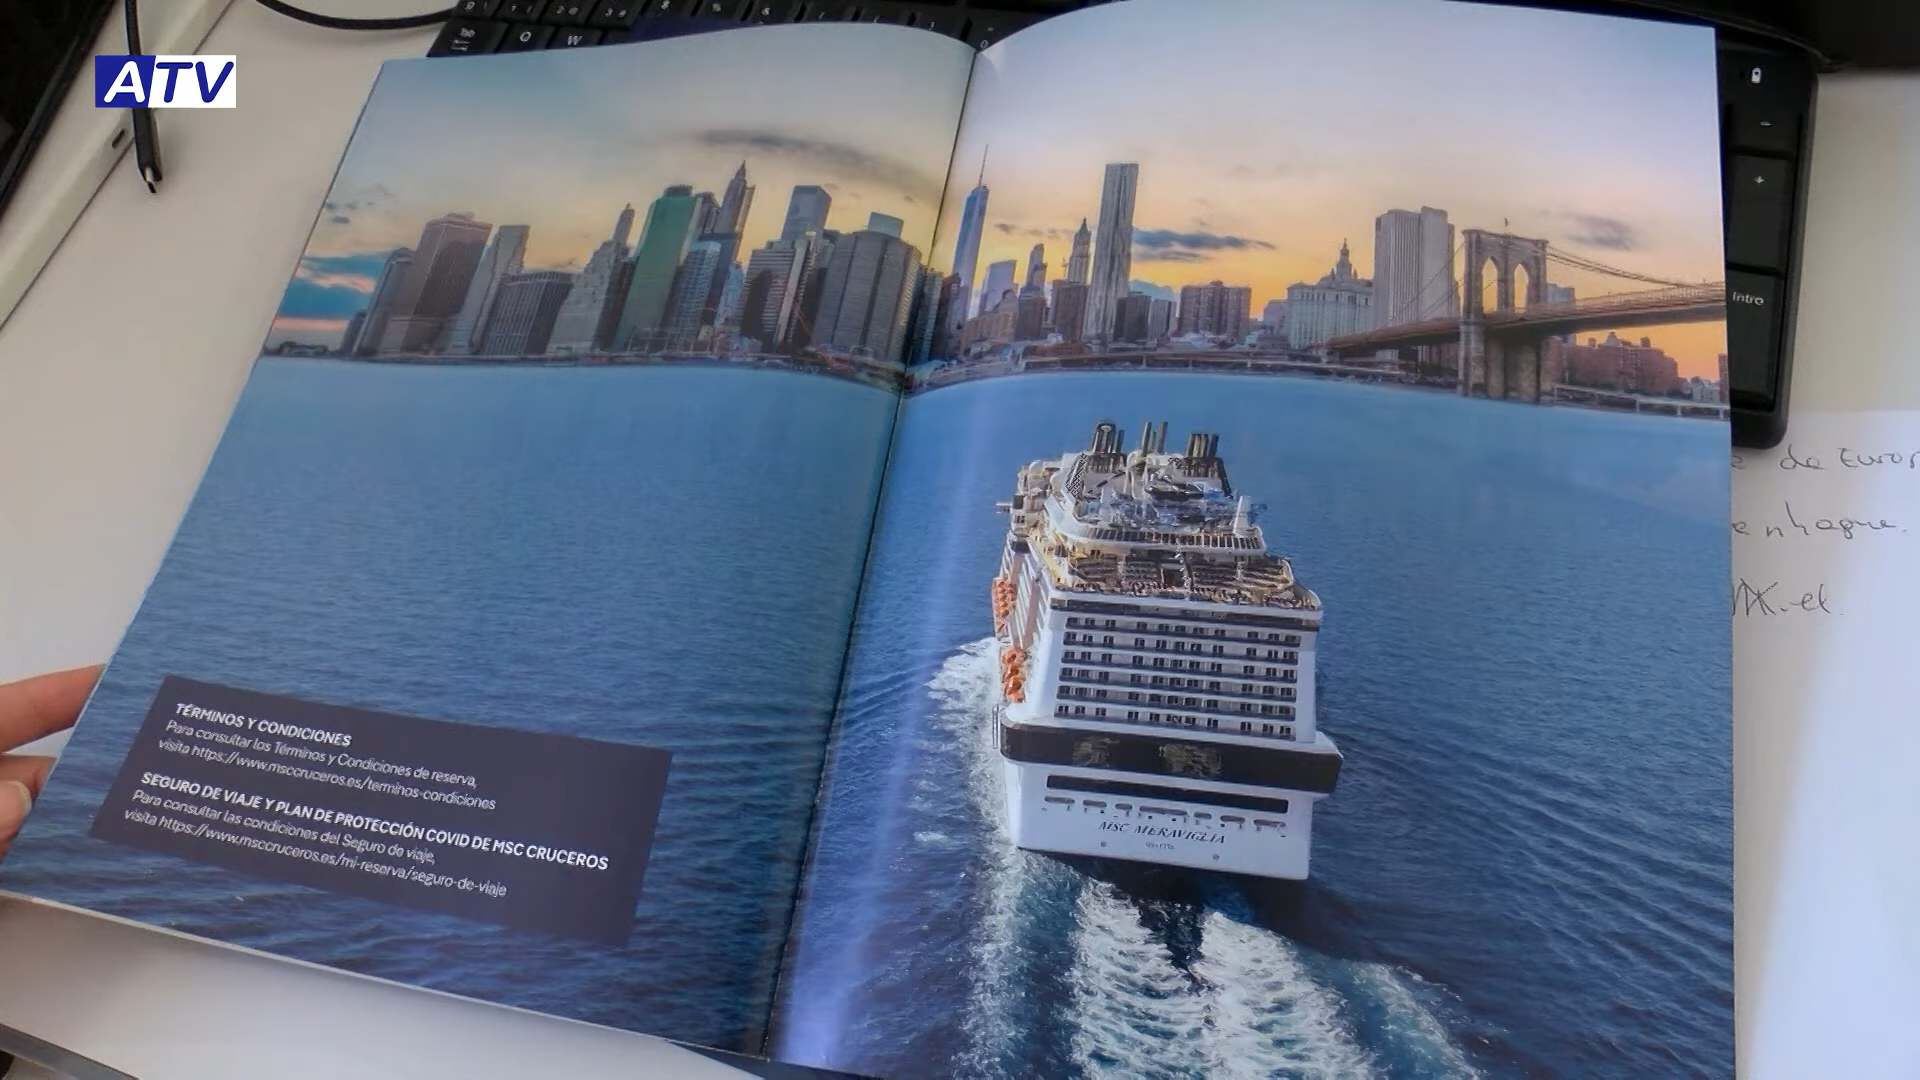 ATV
TÉRMINOS Y CONDICIONES
Para consultar los Términos y Condiciones de reserva,
visita https://www.msccruceros.es/terminos-condiciones
SEGURO DE VIAJE Y PLAN DE PROTECCIÓN COVID DE MSC CRUCEROS
Para consultar las condiciones del Seguro de viaje,
visita https://www.msccruceros.es/mi-reserva/seguro-de-viaje
MSC MERAVIGLIA
Tab
Q W
Intro
de